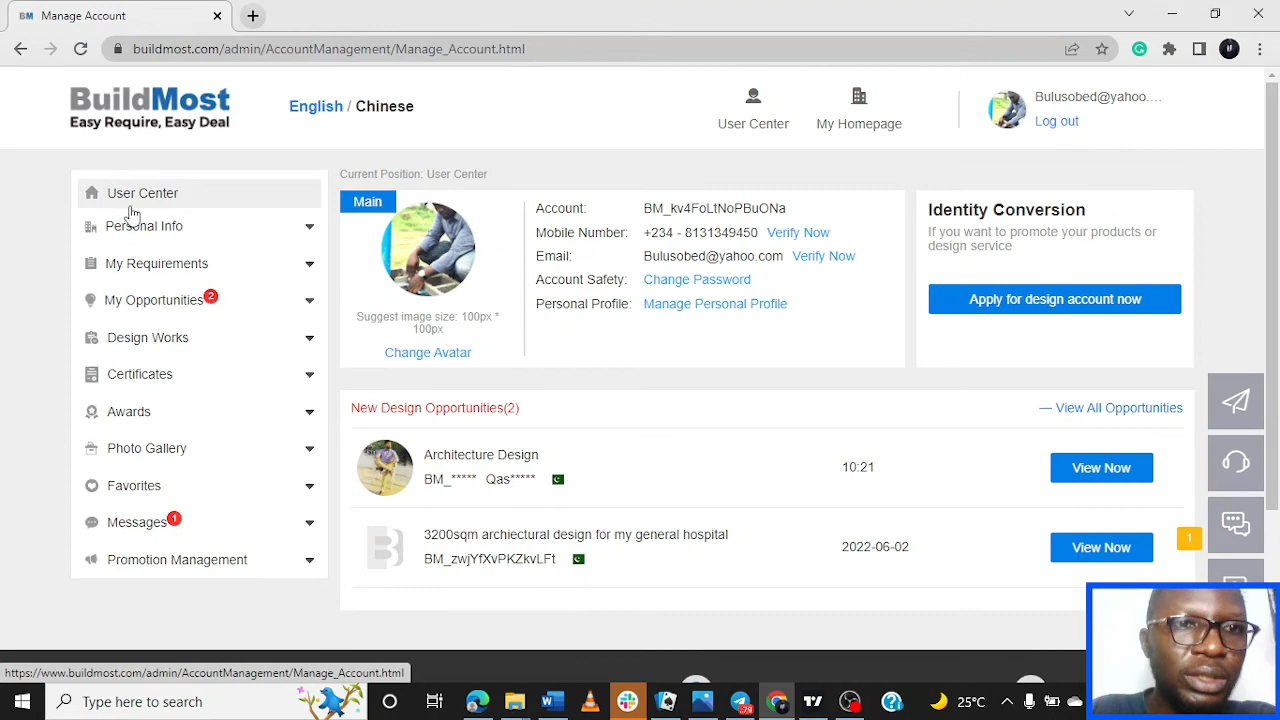 BM Manage Account
buildmost.com/admin/AccountManagement/Manage_Account.html
BuildMost
Easy Require, Easy Deal
English / Chinese
User Center
My Homepage
Bulusobed@yahoo....
Log out
User Center
Personal Info
My Requirements
My Opportunities 2
Design Works
Certificates
Awards
Photo Gallery
Favorites
Messages 1
Promotion Management
Current Position: User Center
Main
Suggest image size: 100px *
100px
Change Avatar
Account: BM_kv4FoLtNoPBuONa
Mobile Number: +234 - 8131349450 Verify Now
Email: Bulusobed@yahoo.com Verify Now
Account Safety: Change Password
Personal Profile: Manage Personal Profile
Identity Conversion
If you want to promote your products or
design service
Apply for design account now
New Design Opportunities(2)
— View All Opportunities
Architecture Design
BM_***** Qas*****
10:21
View Now
3200sqm archiectural design for my general hospital
BM_zwjYfXvPKZkvLFt
2022-06-02
View Now
1
https://www.buildmost.com/admin/AccountManagement/Manage_Account.html
Type here to search
79
25°C